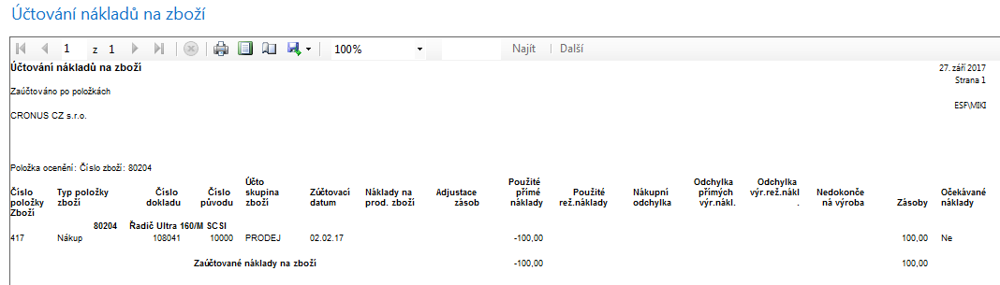 Účtování nákladů na zboží
1 z 1 100% Najít Další
Účtování nákladů na zboží 27. září 2017
Strana 1
Zaúčtováno po položkách
ESF\MIKI
CRONUS CZ s.r.o.
Položka ocenění: Číslo zboží: 80204
Číslo položky Zboží Typ položky zboží Číslo dokladu Číslo původu Účto skupina zboží Zúčtovací datum Náklady na prod. zboží Adjustace zásob Použité přímé náklady Použité rež.náklady Nákupní odchylka Odchylka přímých výr.nákl. Odchylka výr.rež.nákl . Nedokonče ná výroba Zásoby Očekávané náklady
80204 Řadič Ultra 160/M SCSI
417 Nákup 108041 10000 PRODEJ 02.02.17 -100,00 100,00 Ne
Zaúčtované náklady na zboží -100,00 100,00